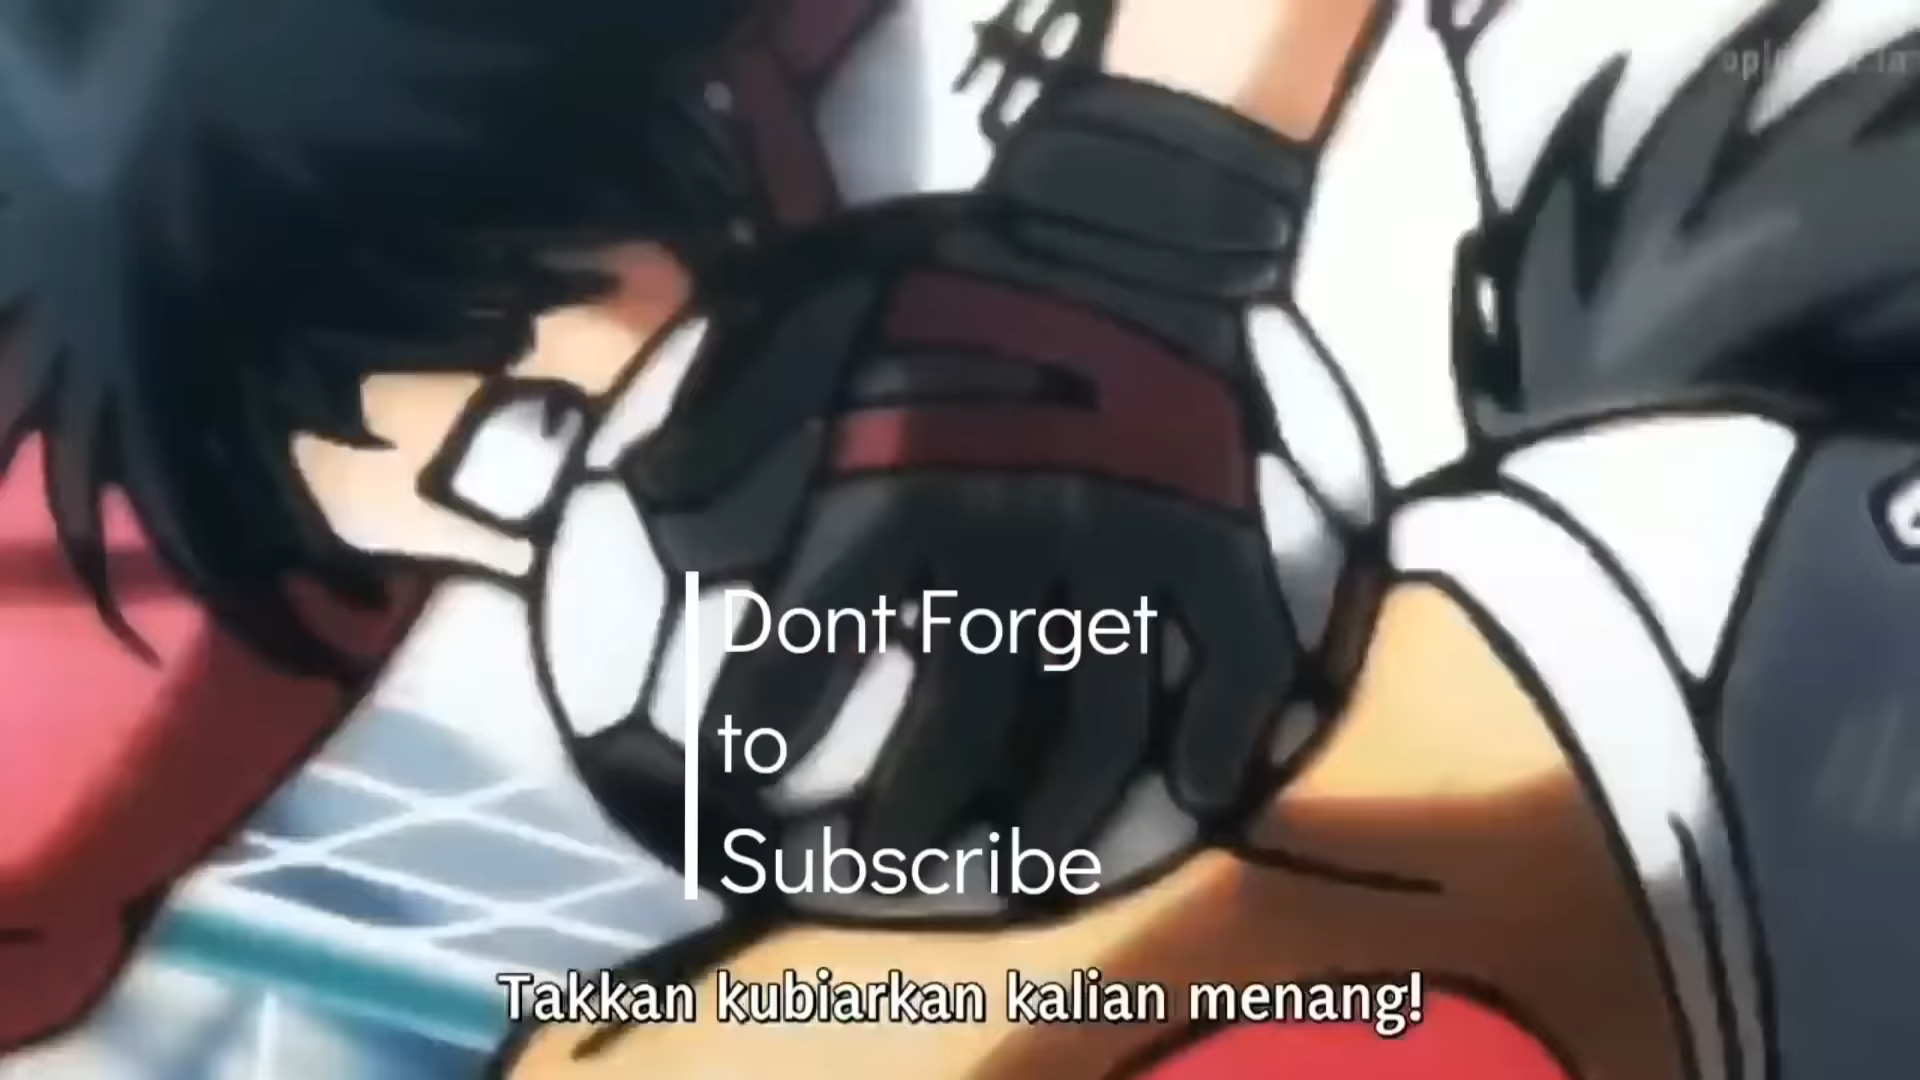 Dont Forget
to
Subscribe
Takkan kubiarkan kalian menang!